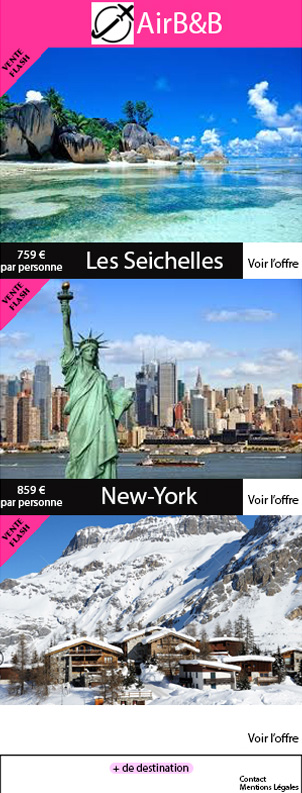 AirB&B
VENTE
FLASH
759 €
par personne
Les Seichelles
Voir l'offre
VENTE
FLASH
859 €
par personne
New-York
Voir l'offre
VENTE
FLASH
Voir l'offre
+ de destination
Contact
Mentions Légales